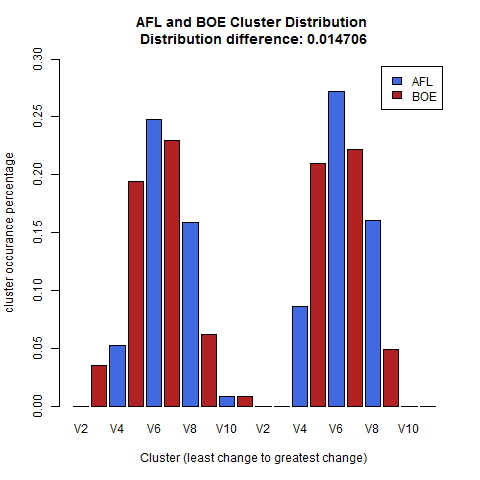 AFL and BOE Cluster Distribution
Distribution difference: 0.014706
AFL
BOE
cluster occurance percentage
0.30
0.25
0.20
0.15
0.10
0.05
0.00
V2 V4 V6 V8 V10 V2 V4 V6 V8 V10
Cluster (least change to greatest change)